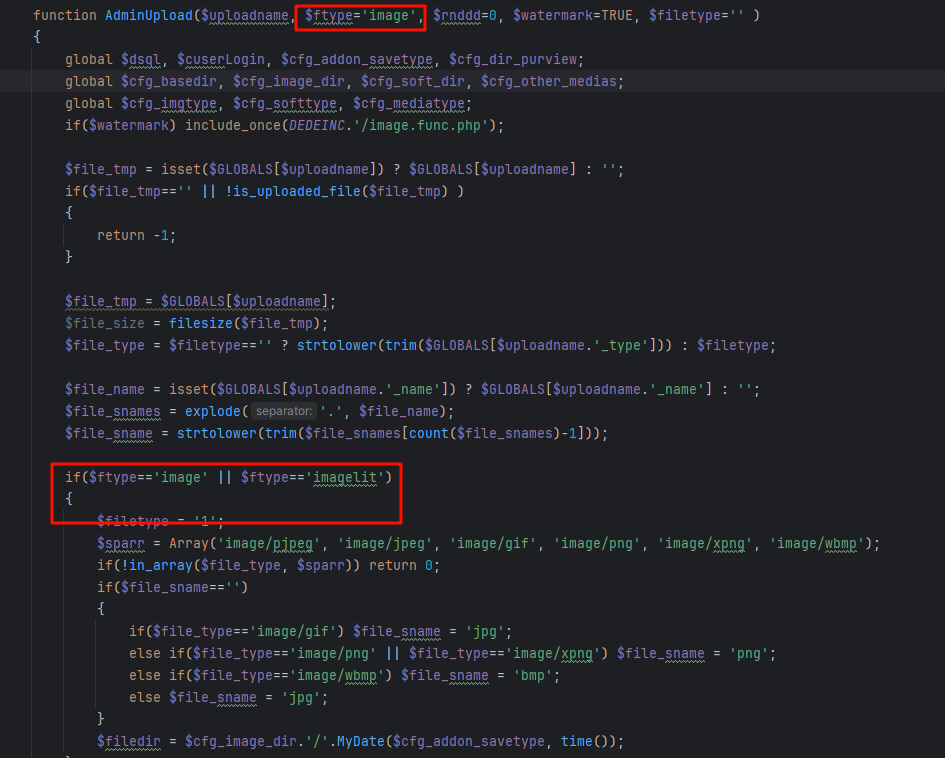 function AdminUpload($uploadname, $ftype='image', $rnddd=0, $watermark=TRUE, $filetype='' )
{
global $dsql, $cuserLogin, $cfg_addon_savetype, $cfg_dir_purview;
global $cfg_basedir, $cfg_image_dir, $cfg_soft_dir, $cfg_other_medias;
global $cfg_imgtype, $cfg_softtype, $cfg_mediatype;
if($watermark) include_once(DEDEINC.'/image.func.php');
$file_tmp = isset($GLOBALS[$uploadname]) ? $GLOBALS[$uploadname] : '';
if($file_tmp=='' || !is_uploaded_file($file_tmp) )
{
return -1;
}
$file_tmp = $GLOBALS[$uploadname];
$file_size = filesize($file_tmp);
$file_type = $filetype=='' ? strtolower(trim($GLOBALS[$uploadname.'_type'])) : $filetype;
$file_name = isset($GLOBALS[$uploadname.'_name']) ? $GLOBALS[$uploadname.'_name'] : '';
$file_snames = explode( separator: '.', $file_name);
$file_sname = strtolower(trim($file_snames[count($file_snames)-1]));
if($ftype=='image' || $ftype=='imagelit')
{
$filetype = '1';
$sparr = Array('image/pjpeg', 'image/jpeg', 'image/gif', 'image/png', 'image/xpng', 'image/wbmp');
if(!in_array($file_type, $sparr)) return 0;
if($file_sname=='')
{
if($file_type=='image/gif') $file_sname = 'jpg';
else if($file_type=='image/png' || $file_type=='image/xpng') $file_sname = 'png';
else if($file_type=='image/wbmp') $file_sname = 'bmp';
else $file_sname = 'jpg';
}
$filedir = $cfg_image_dir.'/'.MyDate($cfg_addon_savetype, time());
}